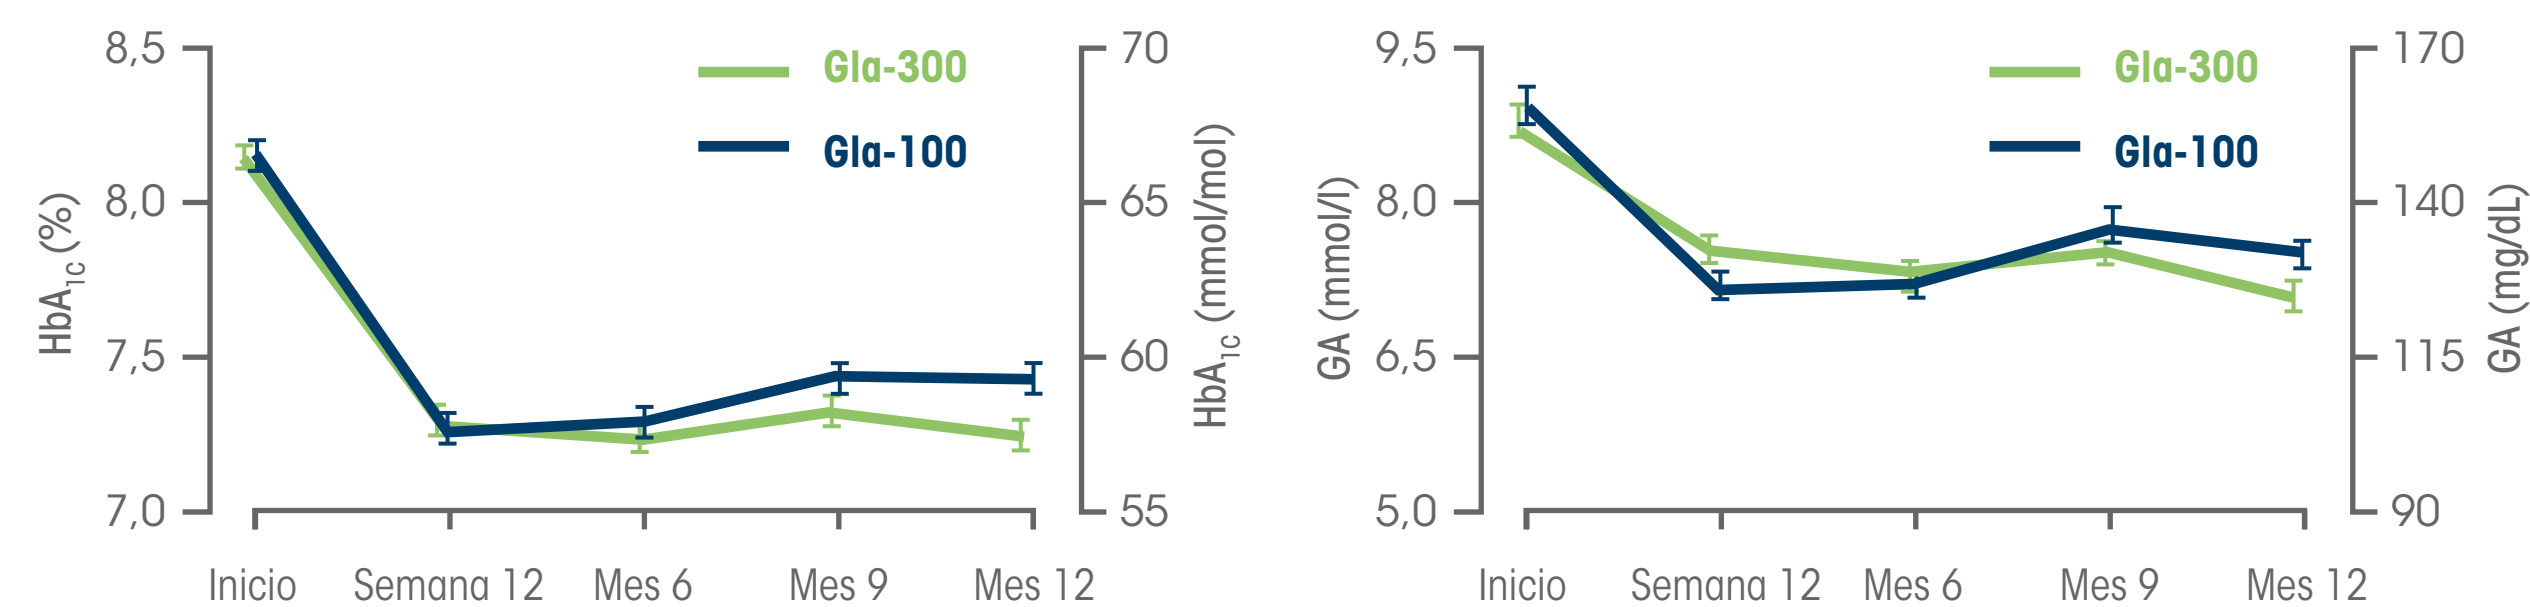 8,5
8,0
7,5
7,0
HbA1C (%)
Gla-300
Gla-100
70
65
60
55
HbA1C (mmol/mol)
Inicio
Semana 12
Mes 6
Mes 9
Mes 12
9,5
8,0
6,5
5,0
GA (mmol/l)
Gla-300
Gla-100
170
140
115
90
GA (mg/dL)
Inicio
Semana 12
Mes 6
Mes 9
Mes 12